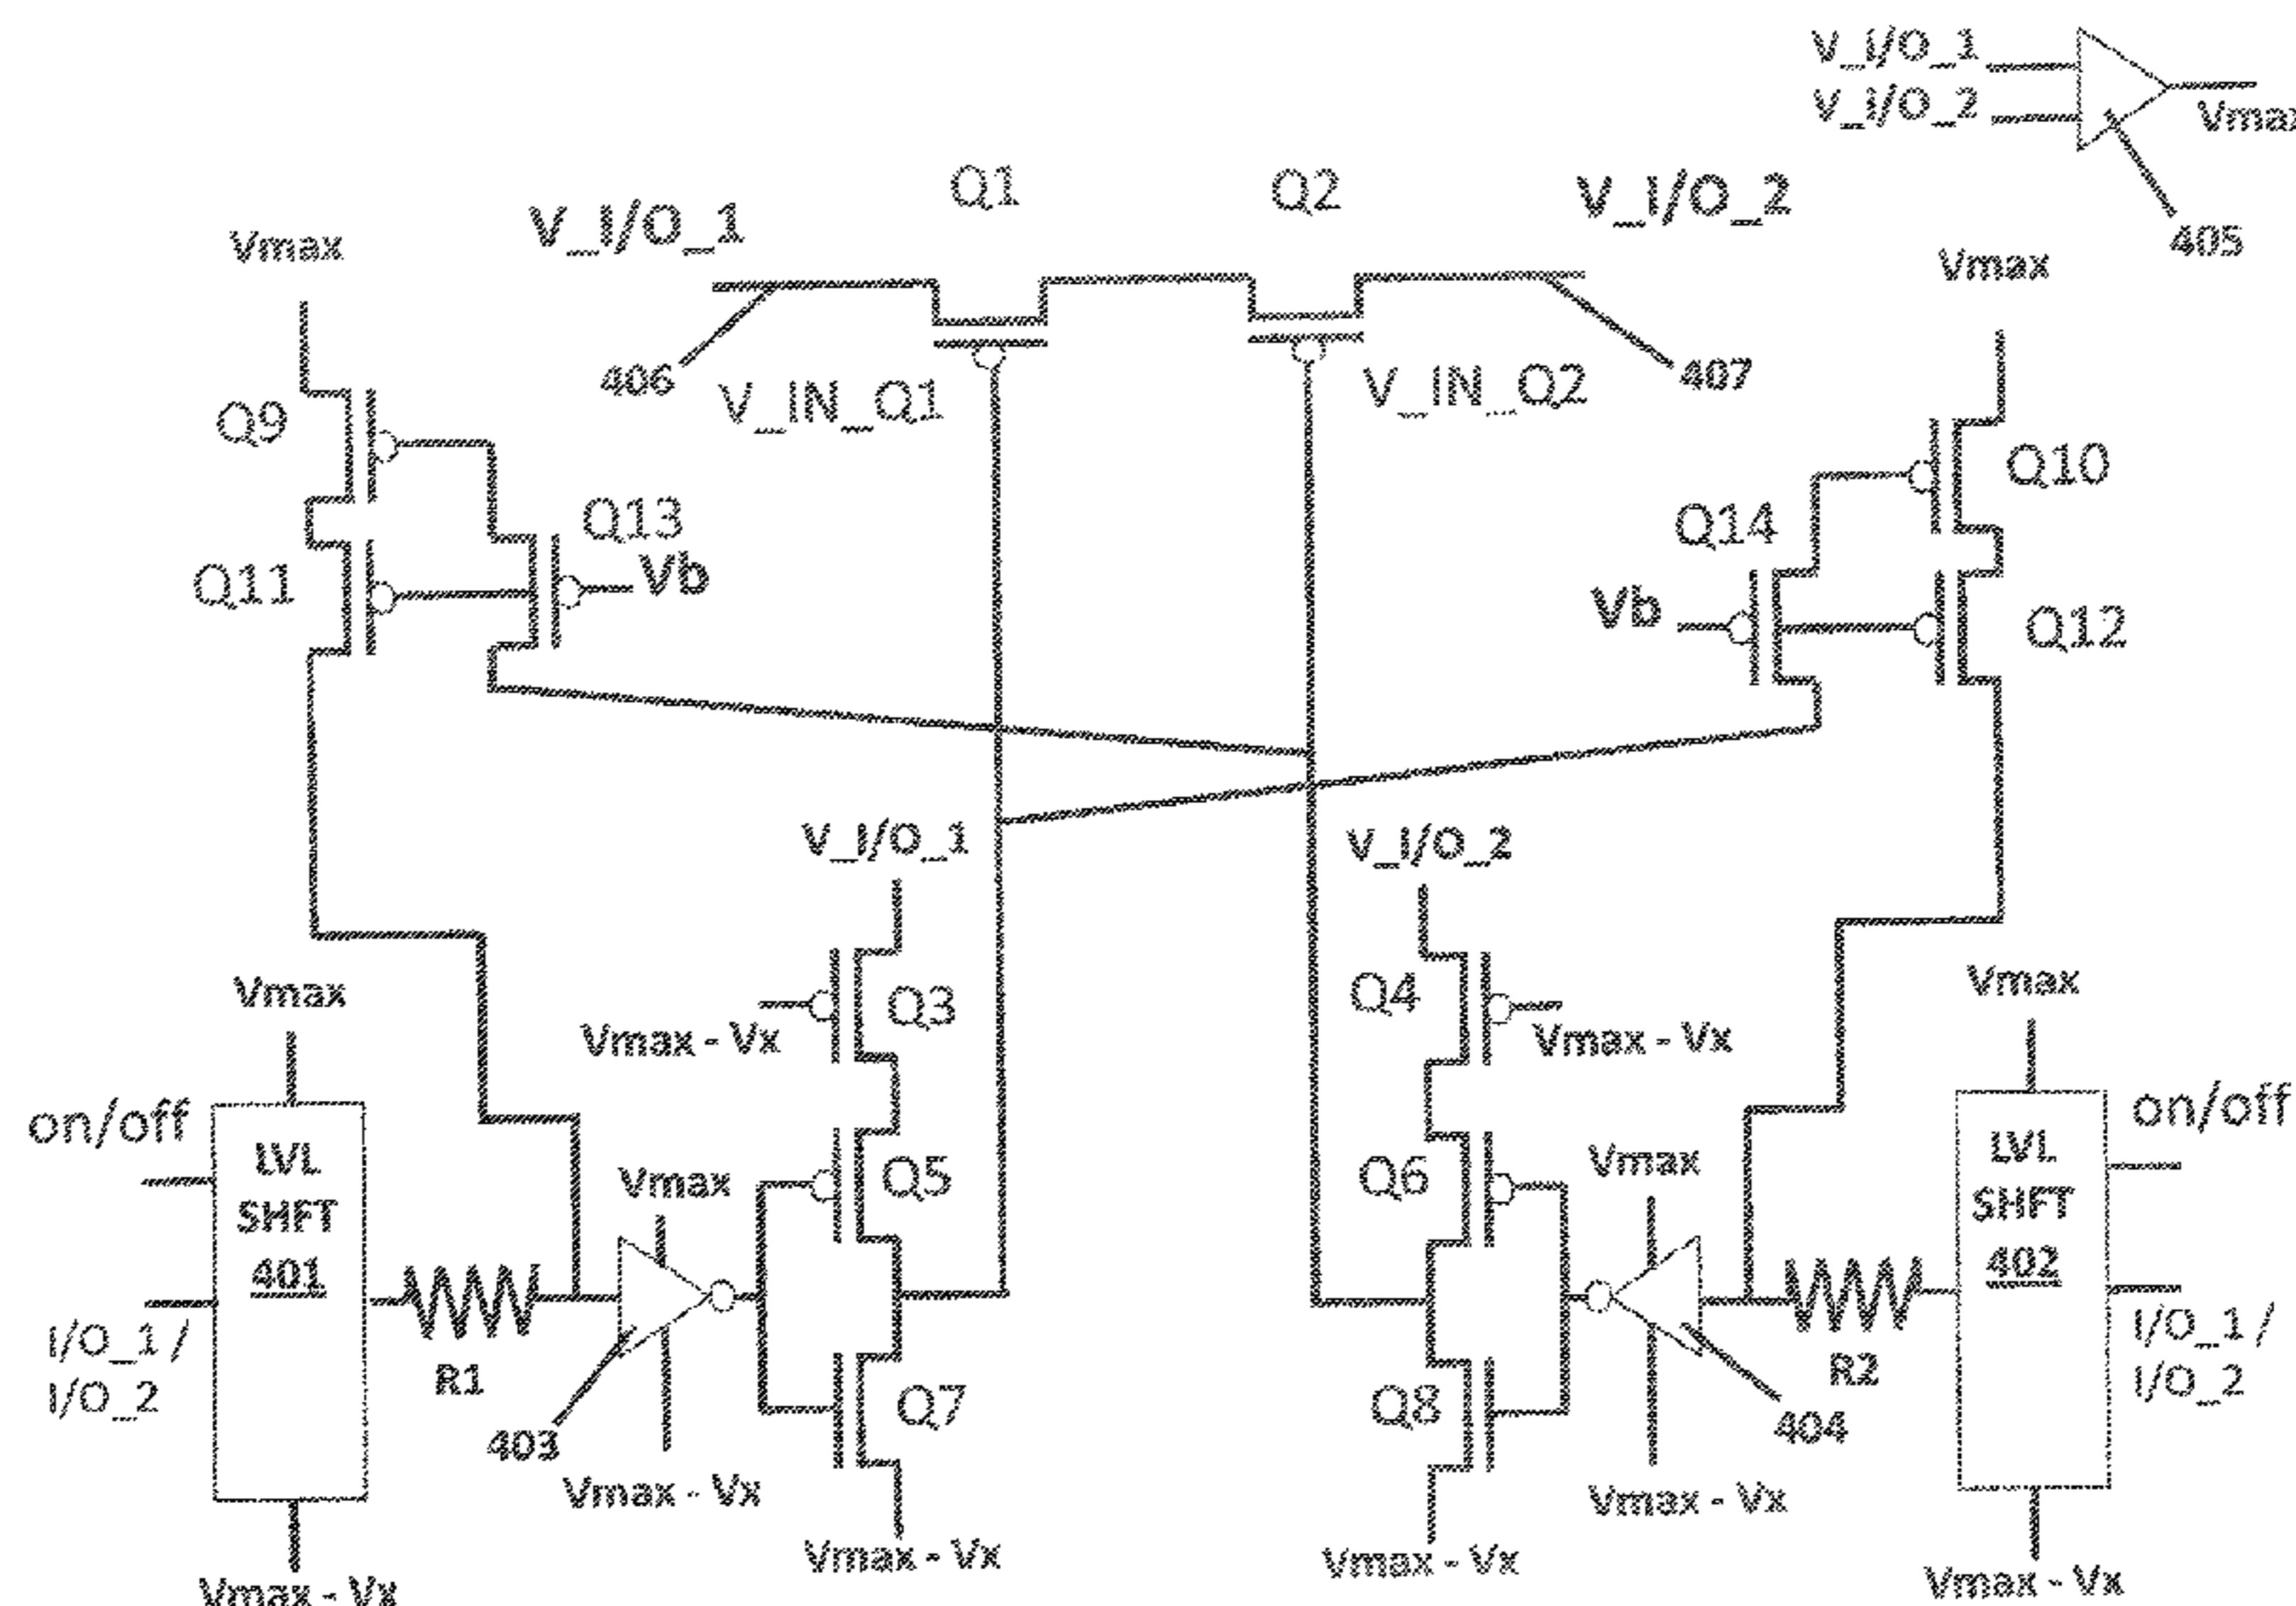 V_I/O_1
V_I/O_2
Vmax
405
Q1
Q2
V_I/O_1
V_I/O_2
Vmax
Vmax
406
407
V_IN_Q1
V_IN_Q2
Q9
Q10
Q13
Vb
Q14
Vb
Q11
Q12
V_I/O_1
V_I/O_2
Vmax
Q3
Q4
Vmax
Vmax - Vx
Vmax - Vx
on/off
LVL
SHFT
401
on/off
LVL
SHFT
402
Vmax
Q5
Q6
Vmax
I/O_1 /
I/O_2
R1
403
Q7
Q8
404
R2
I/O_1 /
I/O_2
Vmax - Vx
Vmax - Vx
Vmax - Vx
Vmax - Vx
Vmax - Vx
Vmax - Vx